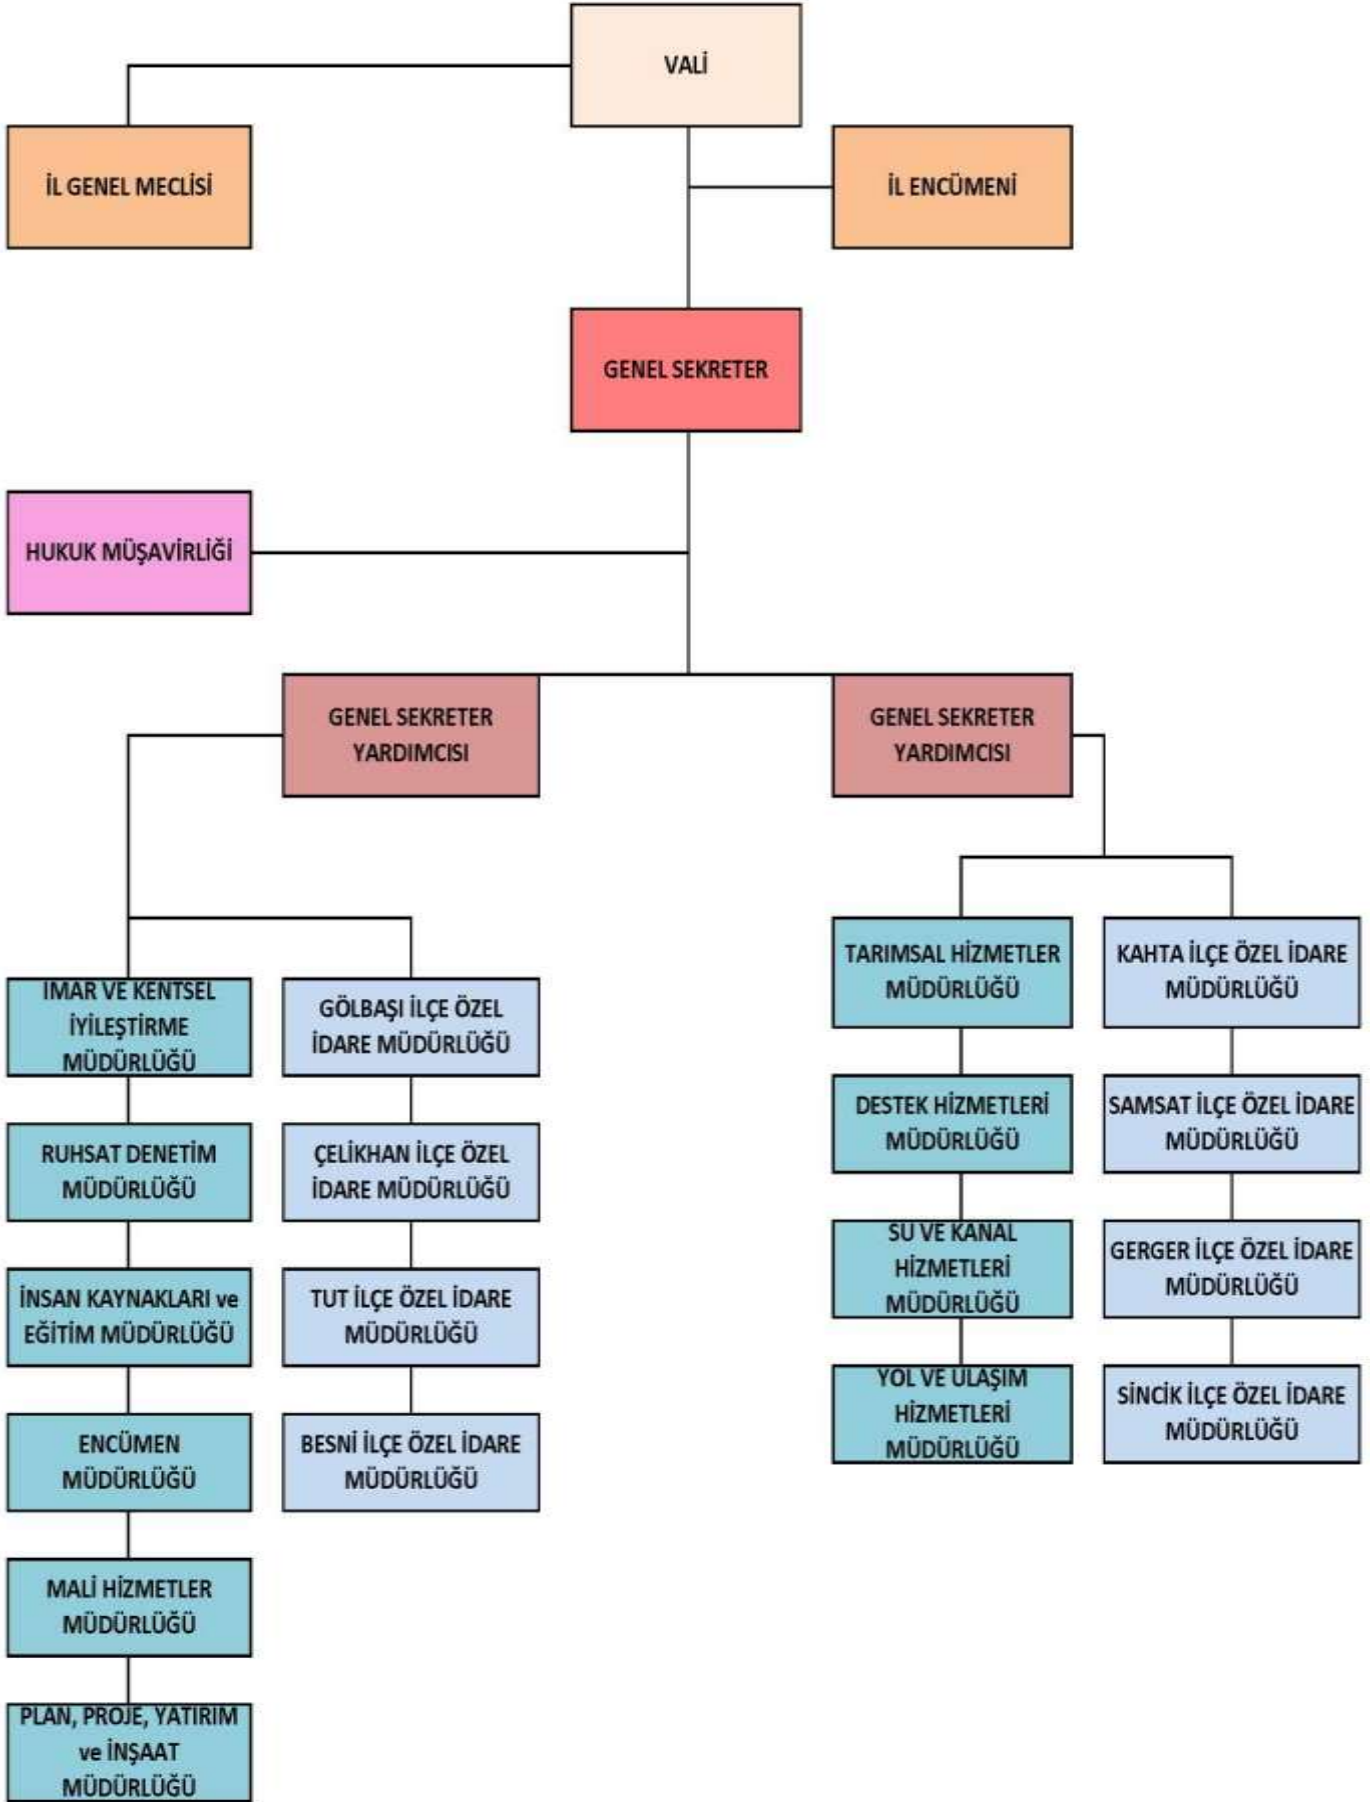 VALİ
İL GENEL MECLİSİ
İL ENCÜMENİ
GENEL SEKRETER
HUKUK MÜŞAVİRLİĞİ
GENEL SEKRETER
YARDIMCISI
GENEL SEKRETER
YARDIMCISI
İMAR VE KENTSEL
İYİLEŞTİRME
MÜDÜRLÜĞÜ
RUHSAT DENETİM
MÜDÜRLÜĞÜ
İNSAN KAYNAKLARI ve
EĞİTİM MÜDÜRLÜĞÜ
ENCÜMEN
MÜDÜRLÜĞÜ
MALİ HİZMETLER
MÜDÜRLÜĞÜ
PLAN, PROJE, YATIRIM
ve İNŞAAT
MÜDÜRLÜĞÜ
GÖLBAŞI İLÇE ÖZEL
İDARE MÜDÜRLÜĞÜ
ÇELİKHAN İLÇE ÖZEL
İDARE MÜDÜRLÜĞÜ
TUT İLÇE ÖZEL İDARE
MÜDÜRLÜĞÜ
BESNİ İLÇE ÖZEL İDARE
MÜDÜRLÜĞÜ
TARIMSAL HİZMETLER
MÜDÜRLÜĞÜ
DESTEK HİZMETLERİ
MÜDÜRLÜĞÜ
SU VE KANAL
HİZMETLERİ
MÜDÜRLÜĞÜ
YOL VE ULAŞIM
HİZMETLERİ
MÜDÜRLÜĞÜ
KAHTA İLÇE ÖZEL İDARE
MÜDÜRLÜĞÜ
SAMSAT İLÇE ÖZEL İDARE
MÜDÜRLÜĞÜ
GERGER İLÇE ÖZEL İDARE
MÜDÜRLÜĞÜ
SİNCİK İLÇE ÖZEL İDARE
MÜDÜRLÜĞÜ